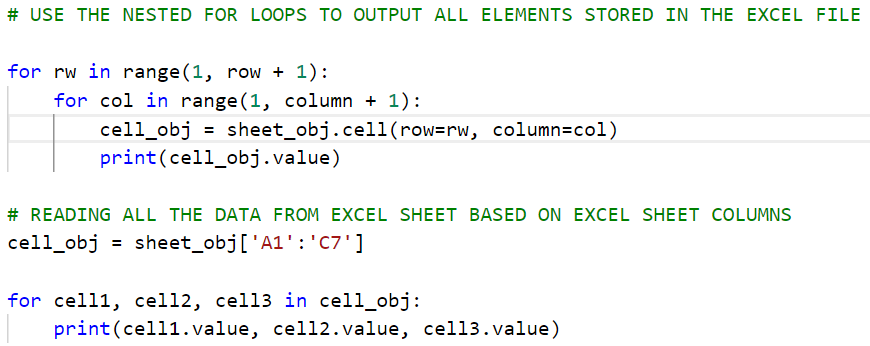 # USE THE NESTED FOR LOOPS TO OUTPUT ALL ELEMENTS STORED IN THE EXCEL FILE
for rw in range(1, row + 1):
    for col in range(1, column + 1):
        cell_obj = sheet_obj.cell(row=rw, column=col)
        print(cell_obj.value)
# READING ALL THE DATA FROM EXCEL SHEET BASED ON EXCEL SHEET COLUMNS
cell_obj = sheet_obj['A1':'C7']
for cell1, cell2, cell3 in cell_obj:
    print(cell1.value, cell2.value, cell3.value)